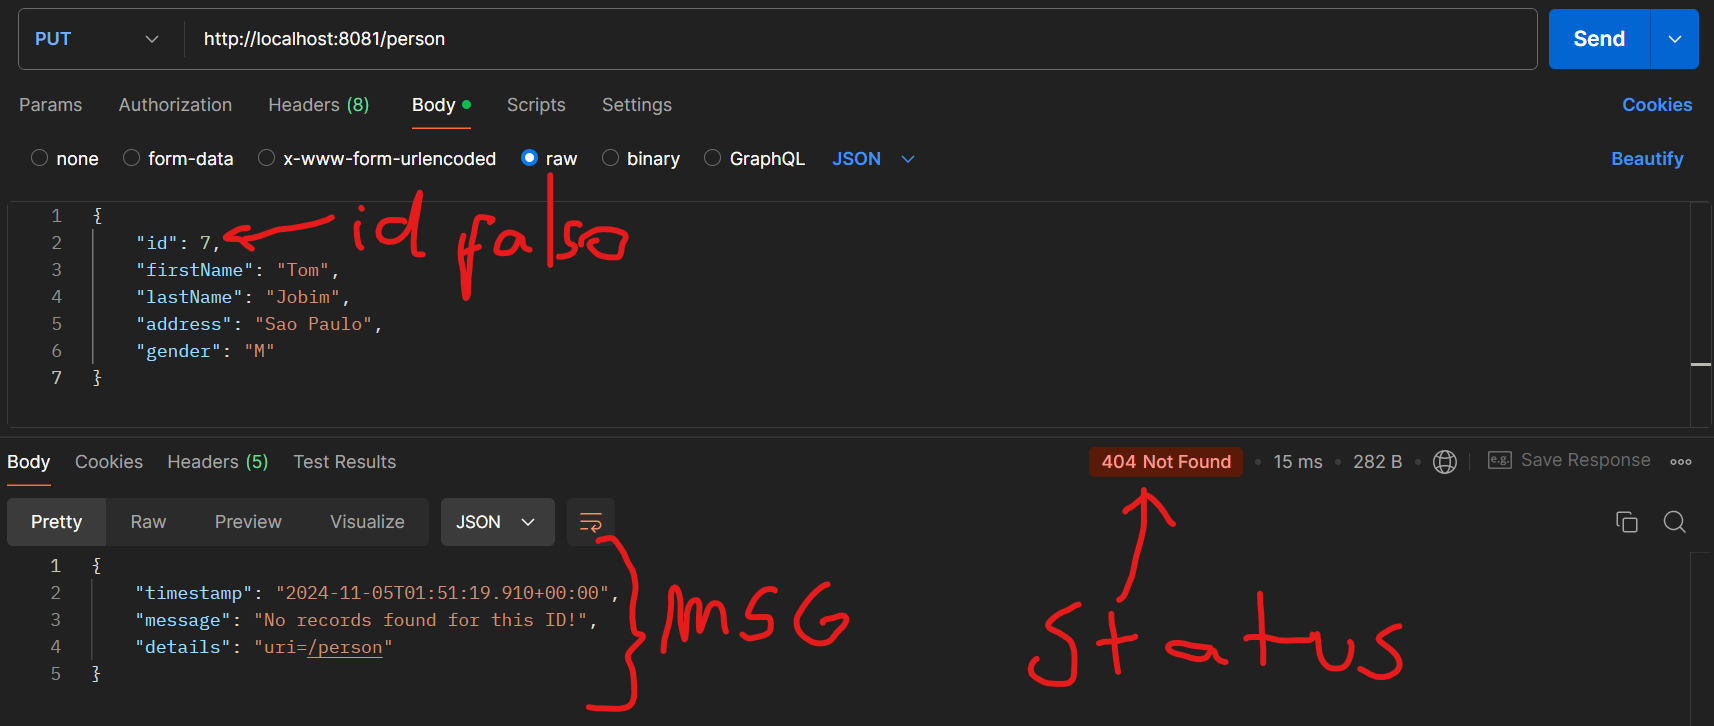 PUT http://localhost:8081/person Send
Params Authorization Headers (8) Body Scripts Settings Cookies
none form-data x-www-form-urlencoded raw binary GraphQL JSON Beautify
1 {
2 "id": 7,
id falso
3 "firstName": "Tom",
4 "lastName": "Jobim",
5 "address": "Sao Paulo",
6 "gender": "M"
7 }
Body Cookies Headers (5) Test Results 404 Not Found 15 ms 282 B e.g. Save Response
Pretty Raw Preview Visualize JSON
1 {
2 "timestamp": "2024-11-05T01:51:19.910+00:00",
3 "message": "No records found for this ID!",
4 "details": "uri=/person"
5 }
MSG
Status